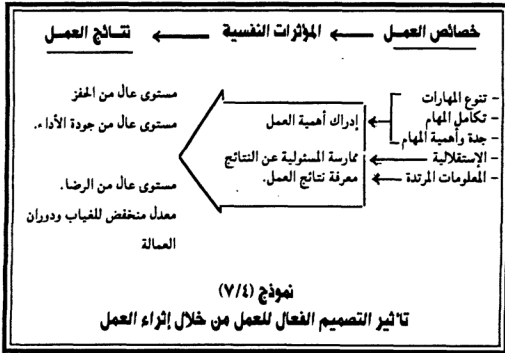 خصائص العمل ← المؤثرات النفسية ← نتائج العمل
- تنوع المهارات
- تكامل المهام
- جدة وأهمية المهام
- الإستقلالية
- المعلومات المرتدة
إدراك أهمية العمل
ممارسة المسئولية عن النتائج
معرفة نتائج العمل.
مستوى عال من الحفز
مستوى عال من جودة الأداء.
مستوى عال من الرضا.
معدل منخفض للغياب ودوران
العمالة
نموذج (٧/٤)
تاثير التصميم الفعال للعمل من خلال إثراء العمل